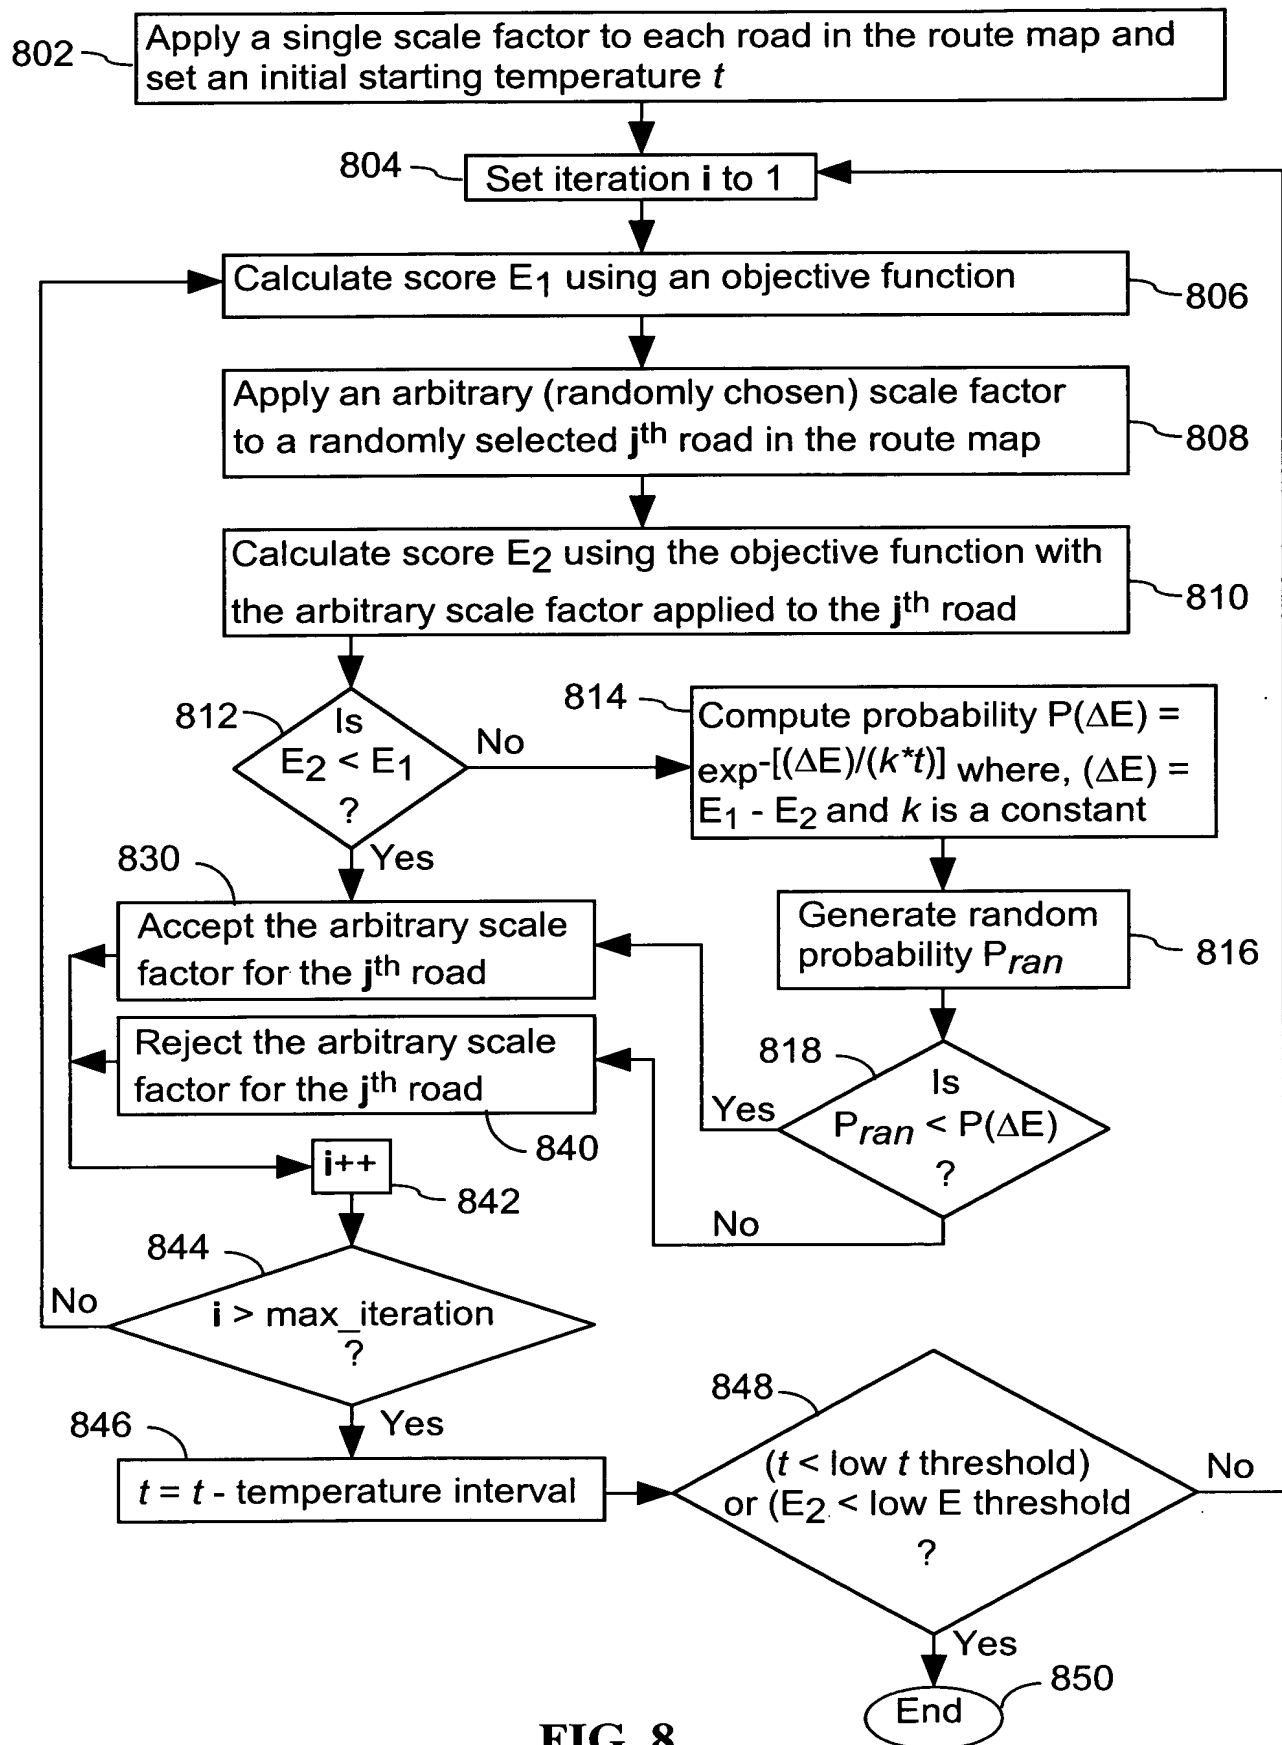 802
Apply a single scale factor to each road in the route map and
set an initial starting temperature t
804
Set iteration i to 1
Calculate score E1 using an objective function
806
Apply an arbitrary (randomly chosen) scale factor
to a randomly selected jth road in the route map
808
Calculate score E2 using the objective function with
the arbitrary scale factor applied to the jth road
810
812
Is
E2 < E1
?
No
Yes
814
Compute probability P(ΔE) =
exp-[(ΔE)/(k*t)] where, (ΔE) =
E1 - E2 and k is a constant
Generate random
probability Pran
816
818
Is
Pran < P(ΔE)
?
Yes
No
830
Accept the arbitrary scale
factor for the jth road
Reject the arbitrary scale
factor for the jth road
840
i++
842
844
i > max_iteration
?
No
Yes
846
t = t - temperature interval
848
(t < low t threshold)
or (E2 < low E threshold
?
No
Yes
End
850
FIG. 8